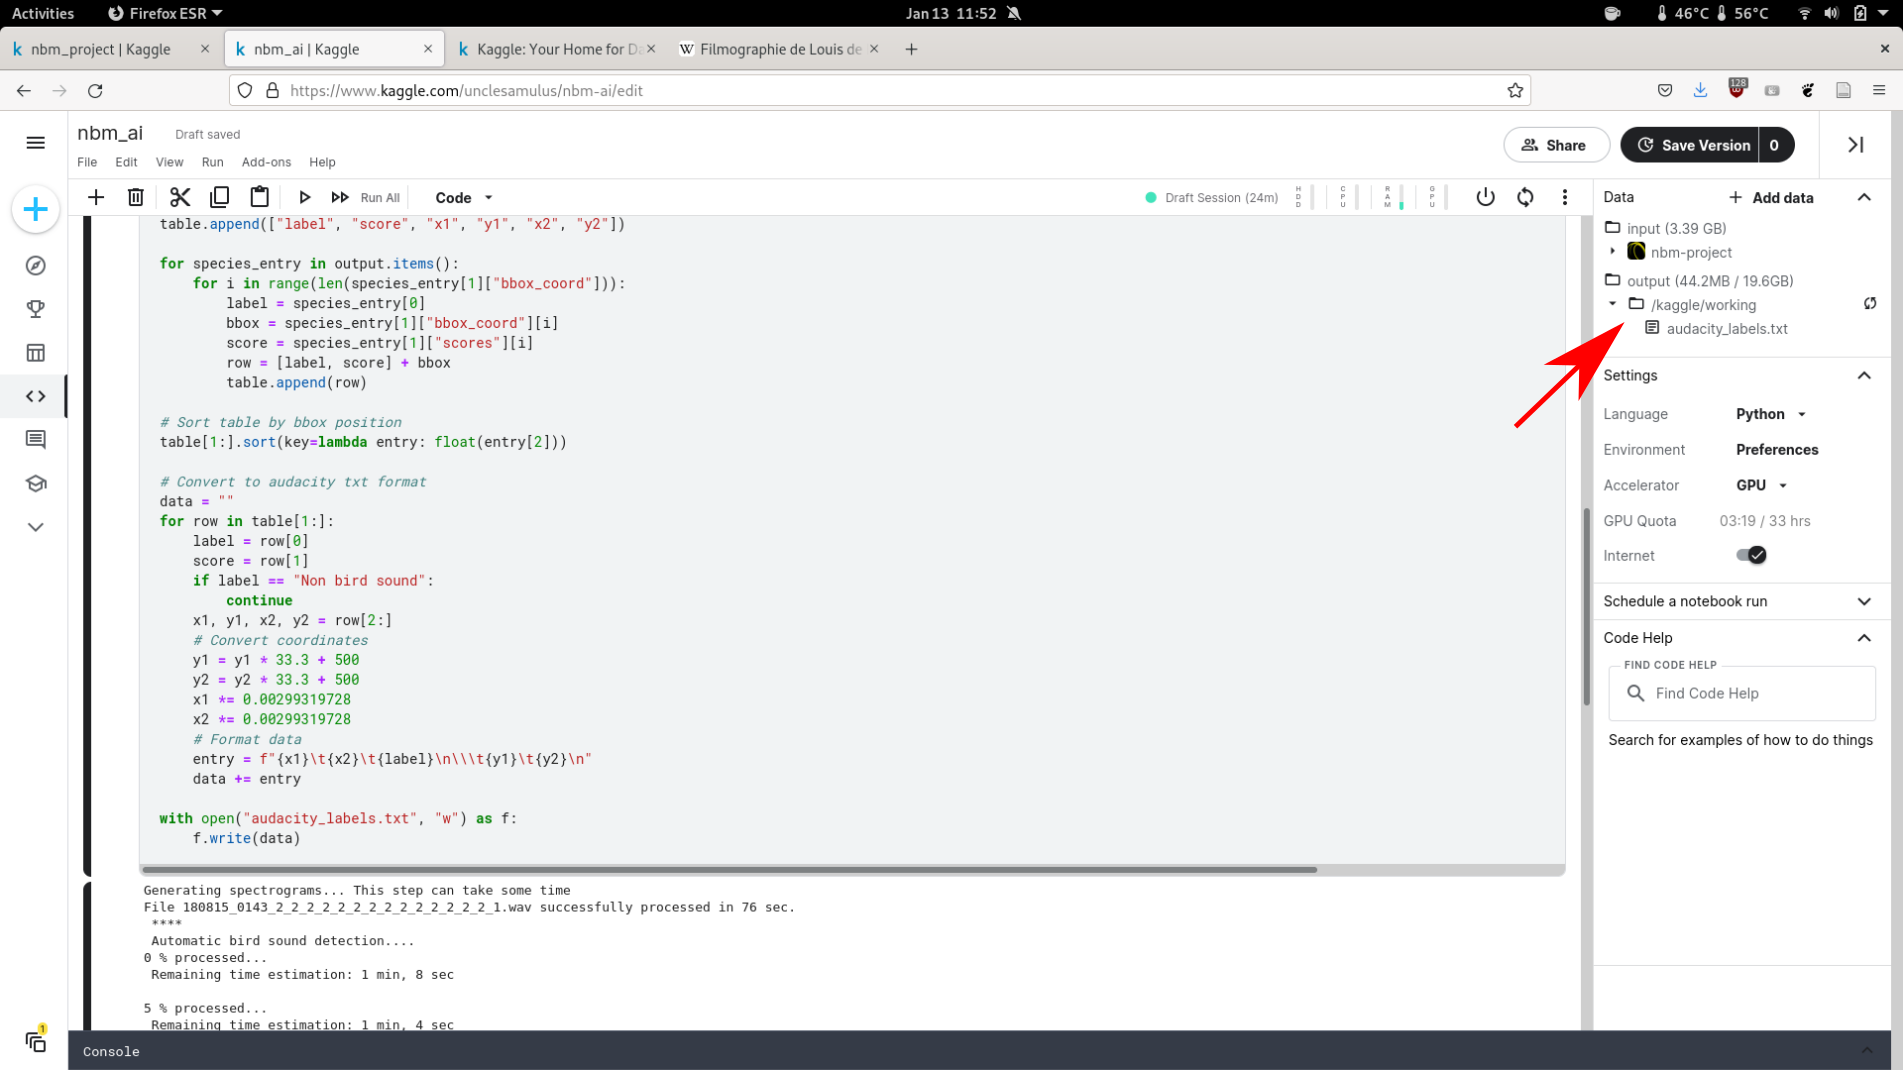 Activities
Firefox ESR
Jan 13 11:52
46°C
56°C
nbm_project | Kaggle
nbm_ai | Kaggle
Kaggle: Your Home for Da
Filmographie de Louis de
https://www.kaggle.com/unclesamulus/nbm-ai/edit
128
nbm_ai
Draft saved
File Edit View Run Add-ons Help
Share
Save Version 0
Run All
Code
Draft Session (24m)
HDD
CPU
RAM
GPU
table.append(["label", "score", "x1", "y1", "x2", "y2"])
for species_entry in output.items():
for i in range(len(species_entry[1]["bbox_coord"])):
label = species_entry[0]
bbox = species_entry[1]["bbox_coord"][i]
score = species_entry[1]["scores"][i]
row = [label, score] + bbox
table.append(row)
# Sort table by bbox position
table[1:].sort(key=lambda entry: float(entry[2]))
# Convert to audacity txt format
data = ""
for row in table[1:]:
label = row[0]
score = row[1]
if label == "Non bird sound":
continue
x1, y1, x2, y2 = row[2:]
# Convert coordinates
y1 = y1 * 33.3 + 500
y2 = y2 * 33.3 + 500
x1 *= 0.00299319728
x2 *= 0.00299319728
# Format data
entry = f"{x1}\t{x2}\t{label}\n\\\t{y1}\t{y2}\n"
data += entry
with open("audacity_labels.txt", "w") as f:
f.write(data)
Generating spectrograms... This step can take some time
File 180815_0143_2_2_2_2_2_2_2_2_2_2_2_2_2_2_1.wav successfully processed in 76 sec.
****
Automatic bird sound detection....
0 % processed...
Remaining time estimation: 1 min, 8 sec
5 % processed...
Remaining time estimation: 1 min, 4 sec
Console
1
Data
Add data
input (3.39 GB)
nbm-project
output (44.2MB / 19.6GB)
/kaggle/working
audacity_labels.txt
Settings
Language Python
Environment Preferences
Accelerator GPU
GPU Quota 03:19 / 33 hrs
Internet
Schedule a notebook run
Code Help
FIND CODE HELP
Find Code Help
Search for examples of how to do things